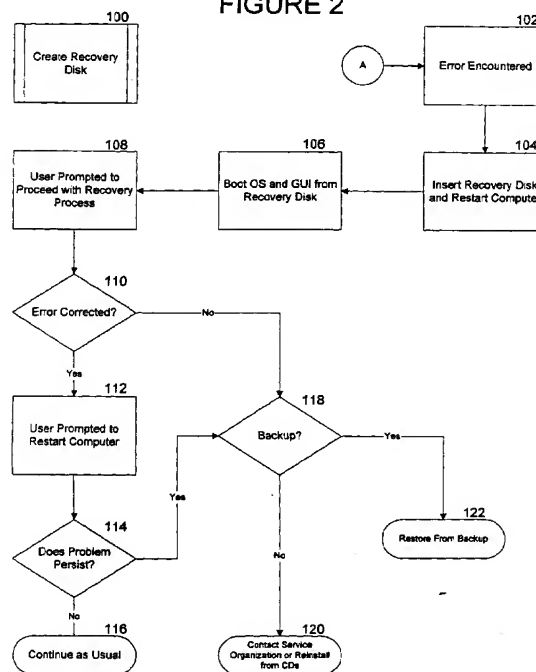 FIGURE 2
100
Create Recovery
Disk
A
102
Error Encountered
104
Insert Recovery Disk
and Restart Compute
106
Boot OS and GUI from
Recovery Disk
108
User Prompted to
Proceed with Recovery
Process
110
Error Corrected?
No
Yes
112
User Prompted to
Restart Computer
114
Does Problem
Persist?
Yes
No
116
Continue as Usual
118
Backup?
Yes
No
120
Contact Service
Organization or Reinstall
from CDs
122
Restore From Backup